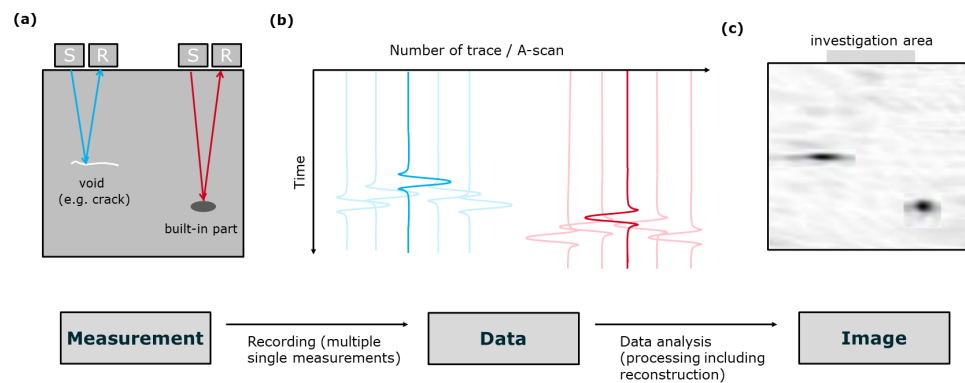 (a)
S R
S R
void
(e.g. crack)
built-in part
(b)
Number of trace / A-scan
Time
(c)
investigation area
Measurement
Recording (multiple
single measurements)
Data
Data analysis
(processing including
reconstruction)
Image